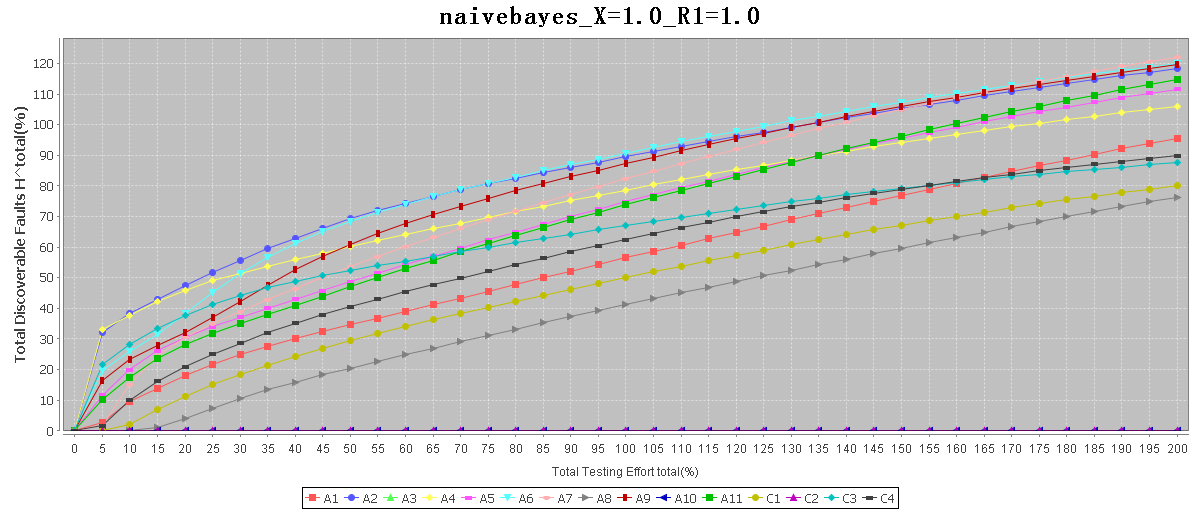 naivebayes_X=1.0_R1=1.0
Total Discoverable Faults H^total(%)
120
110
100
90
80
70
60
50
40
30
20
10
0
0 5 10 15 20 25 30 35 40 45 50 55 60 65 70 75 80 85 90 95 100 105 110 115 120 125 130 135 140 145 150 155 160 165 170 175 180 185 190 195 200
Total Testing Effort total(%)
A1 A2 A3 A4 A5 A6 A7 A8 A9 A10 A11 C1 C2 C3 C4